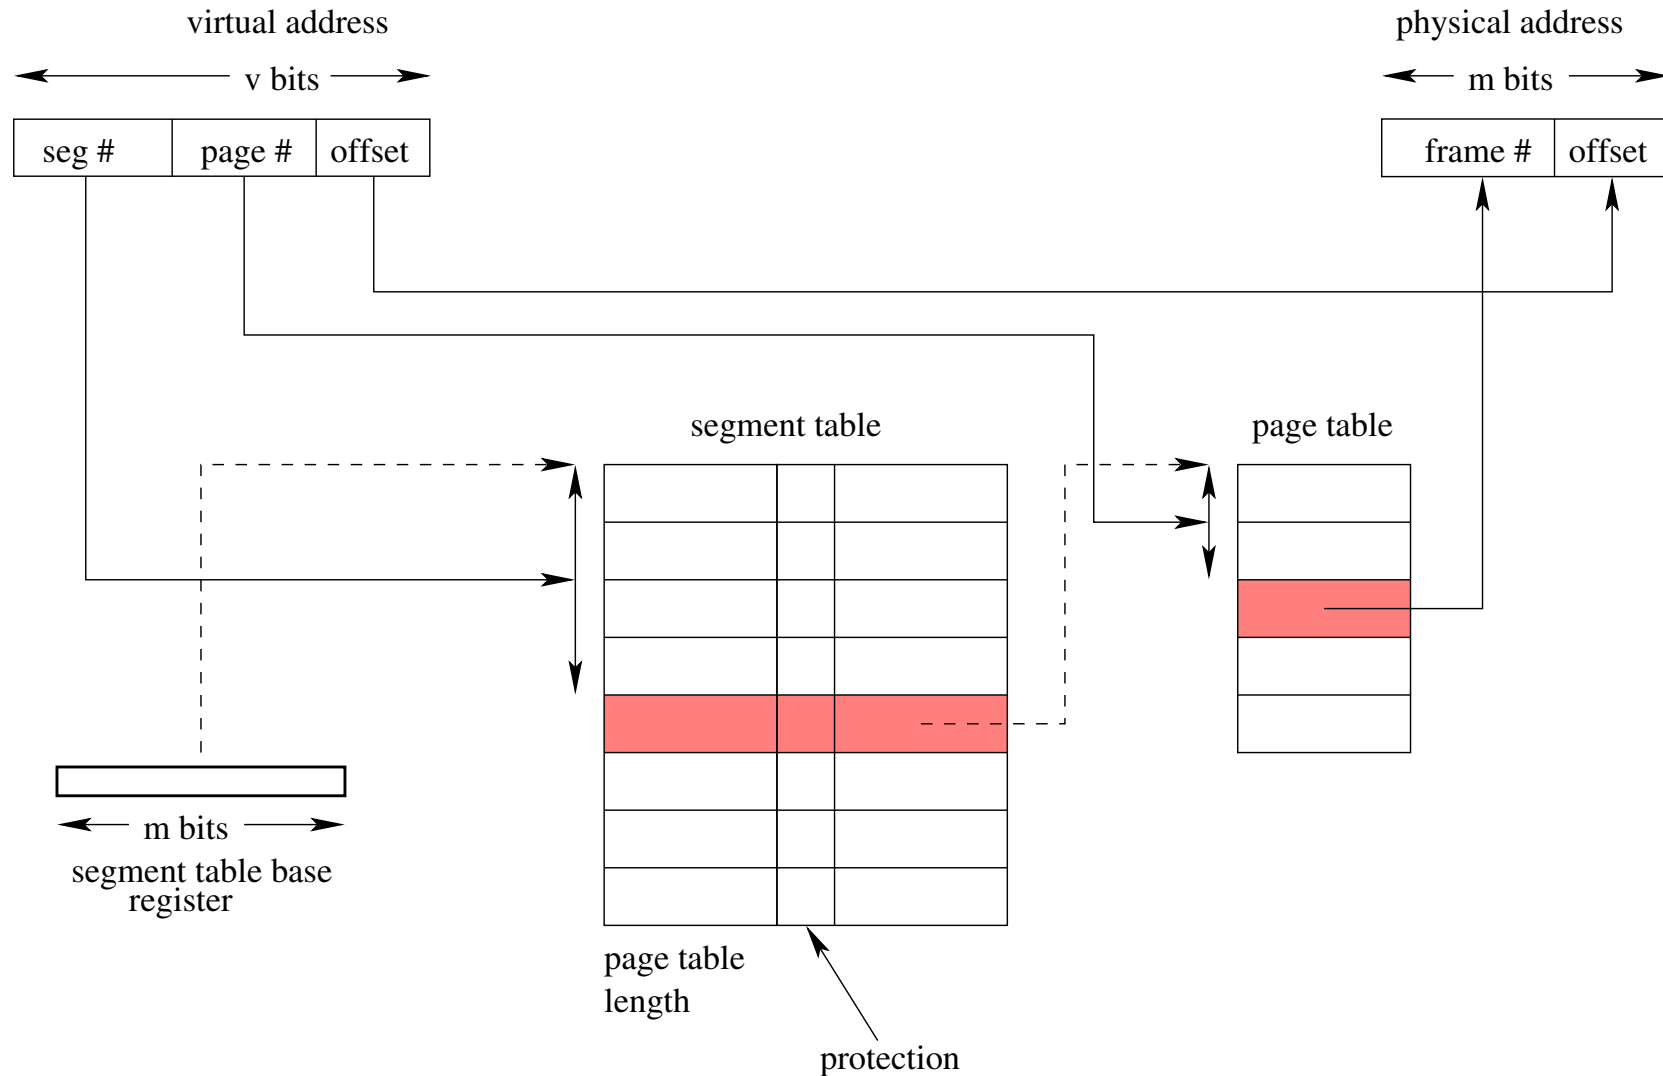 virtual address
physical address
v bits
m bits
seg #
page #
offset
frame #
offset
segment table
page table
m bits
segment table base
register
page table
length
protection